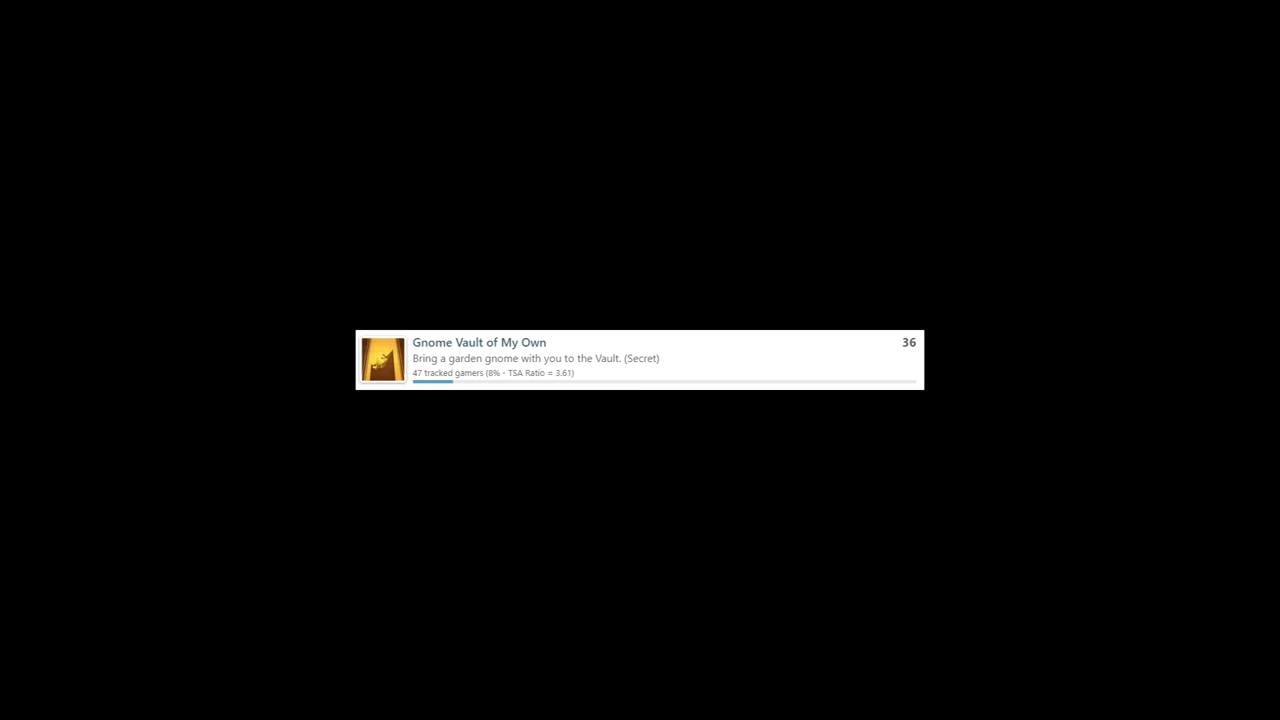 Gnome Vault of My Own
36
Bring a garden gnome with you to the Vault. (Secret)
47 tracked gamers (8% - TSA Ratio = 3.61)